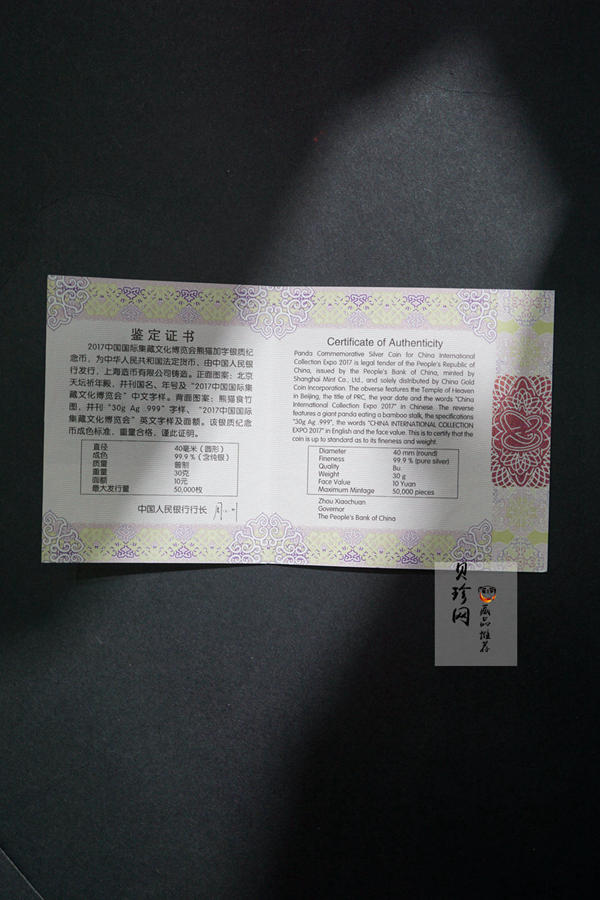 鉴定证书
2017中国国际集藏文化博览会熊猫加字银质纪
念币，为中华人民共和国法定货币，由中国人民银
行发行，上海造币有限公司铸造。正面图案：北京
天坛祈年殿，并刊国名、年号及“2017中国国际集
藏文化博览会”中文字样。背面图案：熊猫食竹
图，并刊“30g Ag .999”字样、“2017中国国际
集藏文化博览会”英文字样及面额。该银质纪念
币成色标准，重量合格，谨此证明。
直径 40毫米（圆形）
成色 99.9％（含纯银）
质量 普制
重量 30克
面额 10元
最大发行量 50,000枚
中国人民银行行长
Certificate of Authenticity
Panda Commemorative Silver Coin for China International
Collection Expo 2017 is legal tender of the People's Republic of
China, issued by the People's Bank of China, minted by
Shanghai Mint Co., Ltd., and solely distributed by China Gold
Coin Incorporation. The obverse features the Temple of Heaven
in Beijing, the title of PRC, the year date and the words "China
International Collection Expo 2017" in Chinese. The reverse
features a giant panda eating a bamboo stalk, the specifications
"30g Ag .999", the words "CHINA INTERNATIONAL COLLECTION
EXPO 2017" in English and the face value. This is to certify that the
coin is up to standard as to its fineness and weight.
Diameter 40 mm (round)
Fineness 99.9 % (pure silver)
Quality Bu.
Weight 30 g
Face Value 10 Yuan
Maximum Mintage 50,000 pieces
Zhou Xiaochuan
Governor
The People's Bank of China
贝珍网
藏品推荐